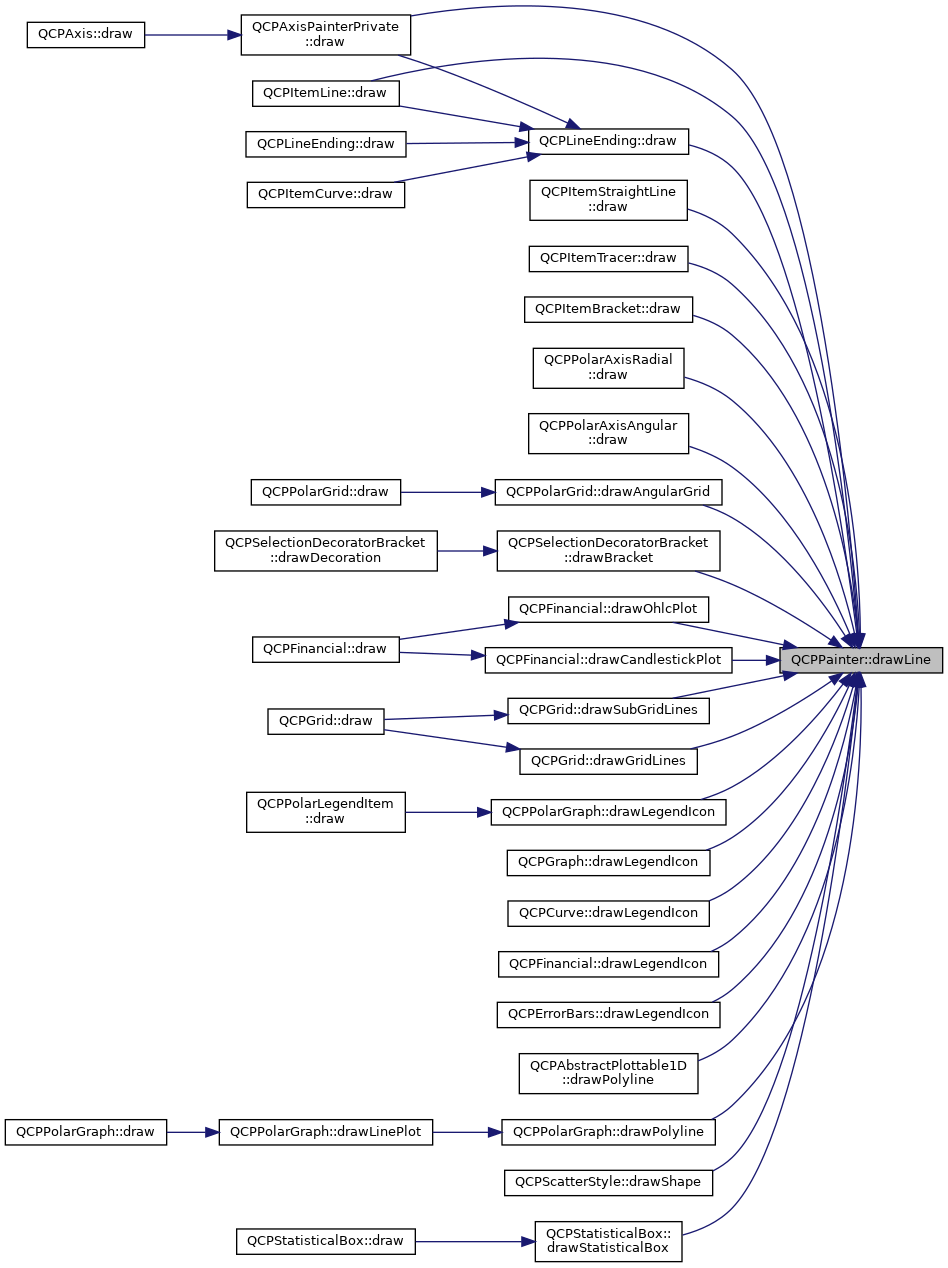 QCPAxis::draw
QCPAxisPainterPrivate
::draw
QCPItemLine::draw
QCPLineEnding::draw
QCPLineEnding::draw
QCPItemCurve::draw
QCPItemStraightLine
::draw
QCPItemTracer::draw
QCPItemBracket::draw
QCPPolarAxisRadial
::draw
QCPPolarAxisAngular
::draw
QCPPolarGrid::draw
QCPPolarGrid::drawAngularGrid
QCPSelectionDecoratorBracket
::drawDecoration
QCPSelectionDecoratorBracket
::drawBracket
QCPFinancial::drawOhlcPlot
QCPFinancial::draw
QCPFinancial::drawCandlestickPlot
QCPPainter::drawLine
QCPGrid::draw
QCPGrid::drawSubGridLines
QCPGrid::drawGridLines
QCPPolarLegendItem
::draw
QCPPolarGraph::drawLegendIcon
QCPGraph::drawLegendIcon
QCPCurve::drawLegendIcon
QCPFinancial::drawLegendIcon
QCPErrorBars::drawLegendIcon
QCPAbstractPlottable1D
::drawPolyline
QCPPolarGraph::draw
QCPPolarGraph::drawLinePlot
QCPPolarGraph::drawPolyline
QCPScatterStyle::drawShape
QCPStatisticalBox::draw
QCPStatisticalBox::
drawStatisticalBox